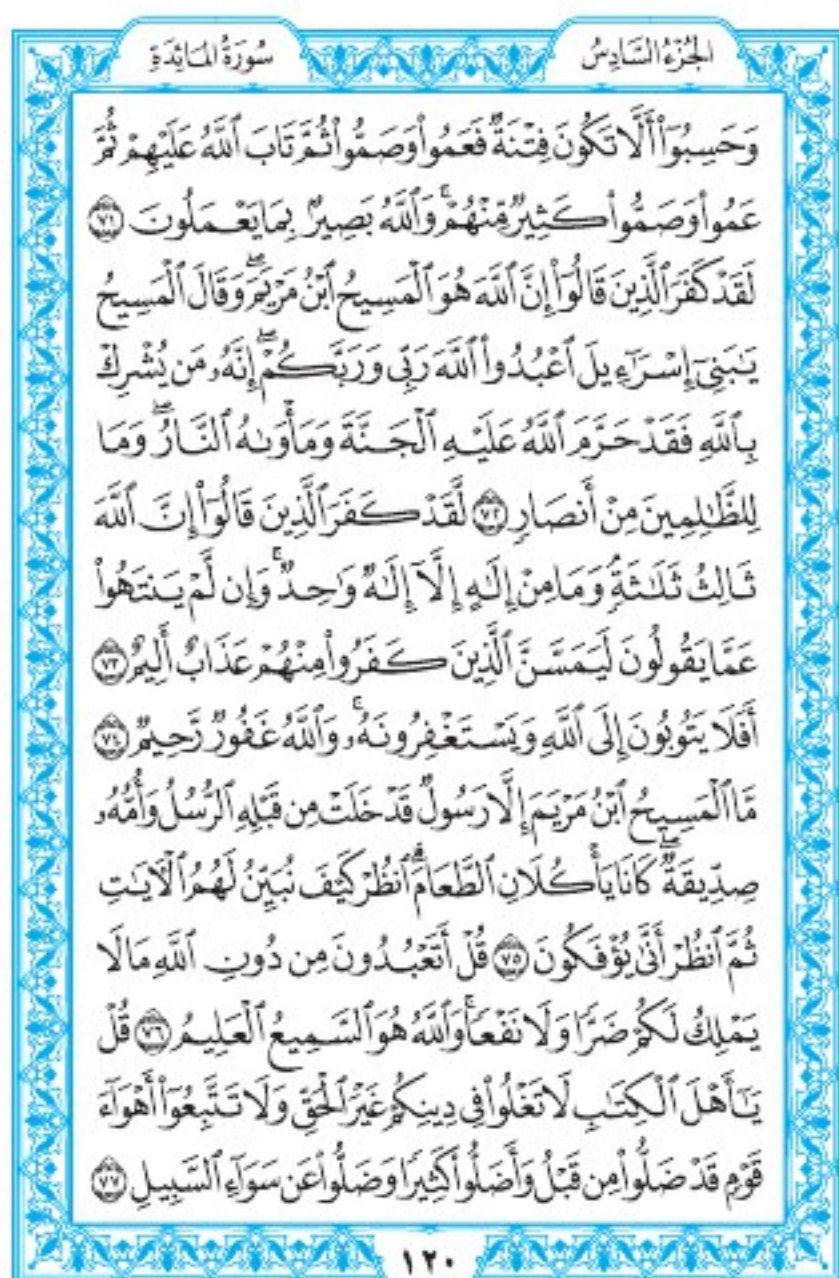 الجُزْءُ السَّادِسُ
سُورَةُ المَائِدَةِ
وَحَسِبُوٓا۟ أَلَّا تَكُونَ فِتْنَةٌ فَعَمُوا۟ وَصَمُّوا۟ ثُمَّ تَابَ ٱللَّهُ عَلَيْهِمْ ثُمَّ
عَمُوا۟ وَصَمُّوا۟ كَثِيرٌ مِّنْهُمْ ۚ وَٱللَّهُ بَصِيرٌۢ بِمَا يَعْمَلُونَ ٧١
لَقَدْ كَفَرَ ٱلَّذِينَ قَالُوٓا۟ إِنَّ ٱللَّهَ هُوَ ٱلْمَسِيحُ ٱبْنُ مَرْيَمَ ۖ وَقَالَ ٱلْمَسِيحُ
يَـٰبَنِىٓ إِسْرَٰٓءِيلَ ٱعْبُدُوا۟ ٱللَّهَ رَبِّى وَرَبَّكُمْ ۖ إِنَّهُۥ مَن يُشْرِكْ
بِٱللَّهِ فَقَدْ حَرَّمَ ٱللَّهُ عَلَيْهِ ٱلْجَنَّةَ وَمَأْوَىٰهُ ٱلنَّارُ ۖ وَمَا
لِلظَّـٰلِمِينَ مِنْ أَنصَارٍ ٧٢ لَّقَدْ كَفَرَ ٱلَّذِينَ قَالُوٓا۟ إِنَّ ٱللَّهَ
ثَالِثُ ثَلَـٰثَةٍ ۘ وَمَا مِنْ إِلَـٰهٍ إِلَّآ إِلَـٰهٌ وَٰحِدٌ ۚ وَإِن لَّمْ يَنتَهُوا۟
عَمَّا يَقُولُونَ لَيَمَسَّنَّ ٱلَّذِينَ كَفَرُوا۟ مِنْهُمْ عَذَابٌ أَلِيمٌ ٧٣
أَفَلَا يَتُوبُونَ إِلَى ٱللَّهِ وَيَسْتَغْفِرُونَهُۥ ۚ وَٱللَّهُ غَفُورٌ رَّحِيمٌ ٧٤
مَّا ٱلْمَسِيحُ ٱبْنُ مَرْيَمَ إِلَّا رَسُولٌ قَدْ خَلَتْ مِن قَبْلِهِ ٱلرُّسُلُ وَأُمُّهُۥ
صِدِّيقَةٌ ۖ كَانَا يَأْكُلَانِ ٱلطَّعَامَ ۗ ٱنظُرْ كَيْفَ نُبَيِّنُ لَهُمُ ٱلْـَٔايَـٰتِ
ثُمَّ ٱنظُرْ أَنَّىٰ يُؤْفَكُونَ ٧٥ قُلْ أَتَعْبُدُونَ مِن دُونِ ٱللَّهِ مَا لَا
يَمْلِكُ لَكُمْ ضَرًّا وَلَا نَفْعًا ۚ وَٱللَّهُ هُوَ ٱلسَّمِيعُ ٱلْعَلِيمُ ٧٦ قُلْ
يَـٰٓأَهْلَ ٱلْكِتَـٰبِ لَا تَغْلُوا۟ فِى دِينِكُمْ غَيْرَ ٱلْحَقِّ وَلَا تَتَّبِعُوٓا۟ أَهْوَآءَ
قَوْمٍ قَدْ ضَلُّوا۟ مِن قَبْلُ وَأَضَلُّوا۟ كَثِيرًا وَضَلُّوا۟ عَن سَوَآءِ ٱلسَّبِيلِ ٧٧
١٢٠